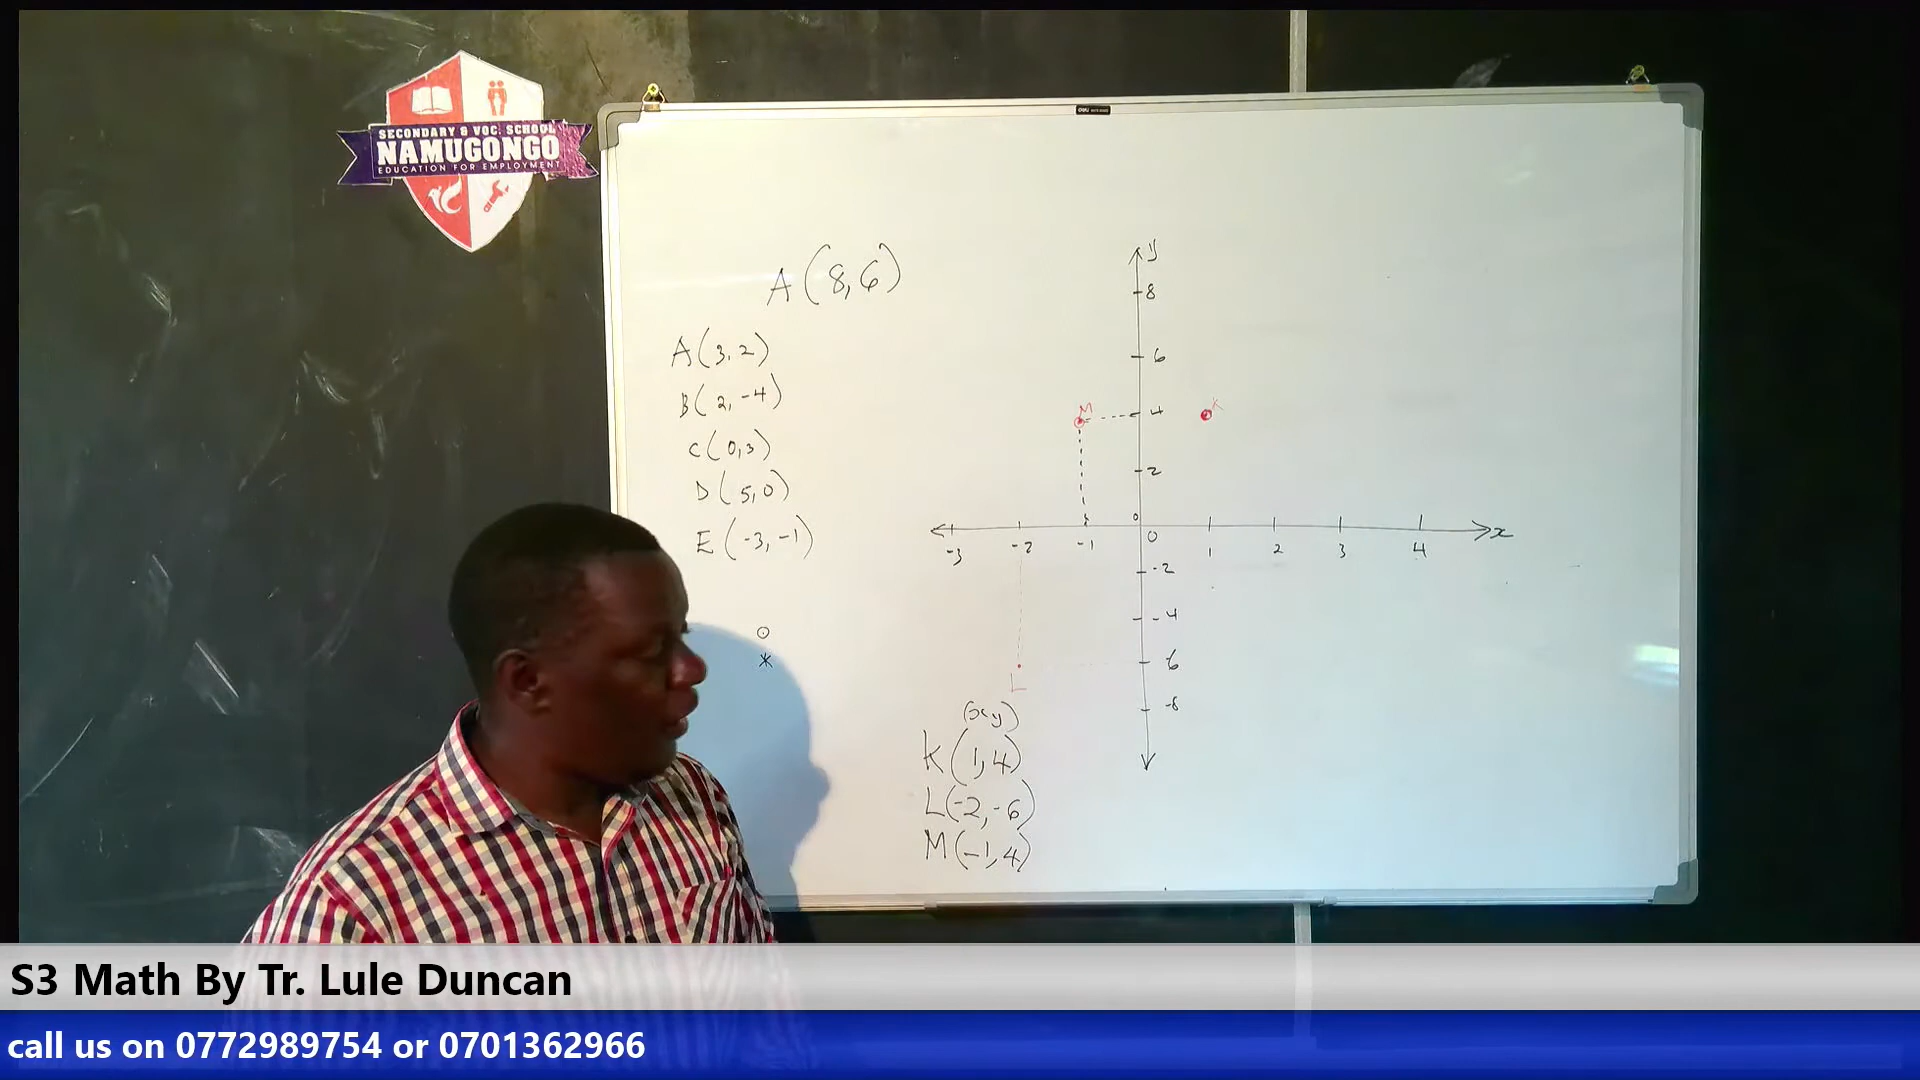 SECONDARY & VOC. SCHOOL
NAMUGONGO
EDUCATION FOR EMPLOYMENT
deli
A(8,6)
A(3,2)
B(2,-4)
C(0,3)
D(5,0)
E(-3,-1)
y
8
6
M
4
K
2
0
-3 -2 -1 0 1 2 3 4 x
-2
-4
-6
-8
L
(x,y)
K(1,4)
L(-2,-6)
M(-1,4)
S3 Math By Tr. Lule Duncan
call us on 0772989754 or 0701362966